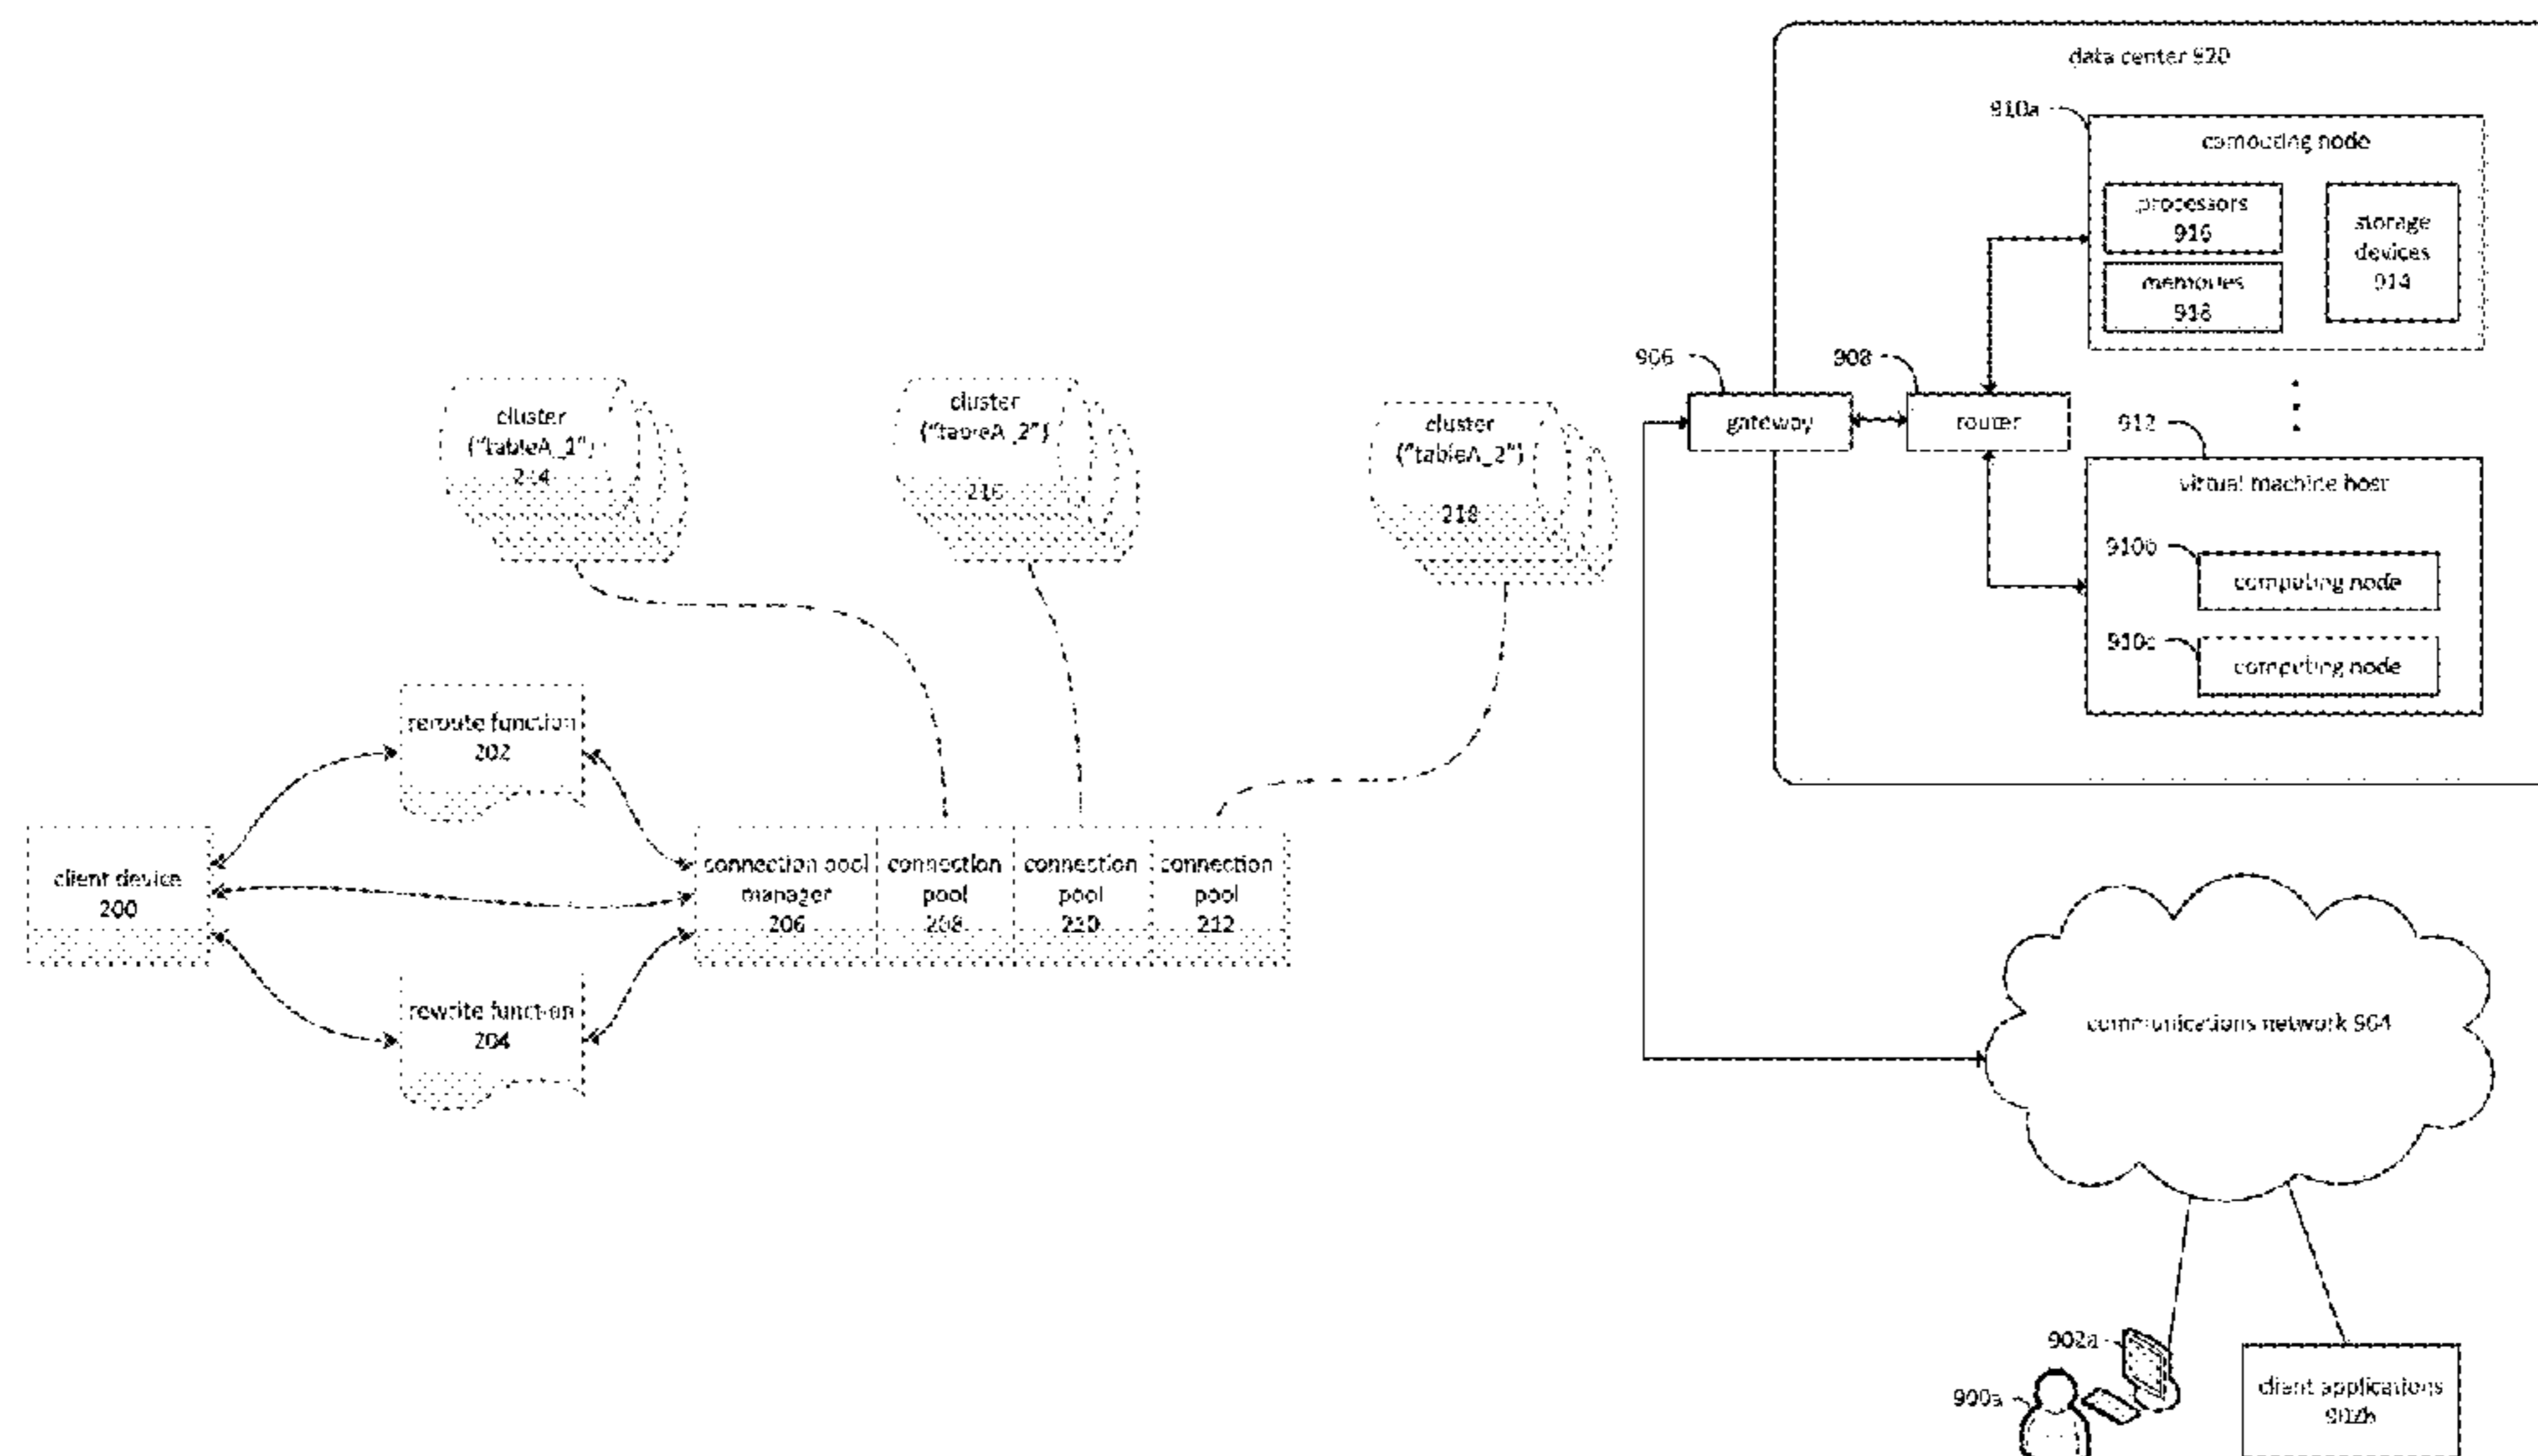 cluster
("tableA_1")
214
cluster
("tableA_2")
216
cluster
("tableA_2")
218
reroute function
202
client device
200
connection pool
manager
206
connection
pool
208
connection
pool
210
connection
pool
212
rewrite function
204
data center 920
910a
computing node
processors
916
memories
918
storage
devices
914
906
gateway
908
router
912
virtual machine host
910b
computing node
910c
computing node
communications network 904
902a
900a
client applications
902b